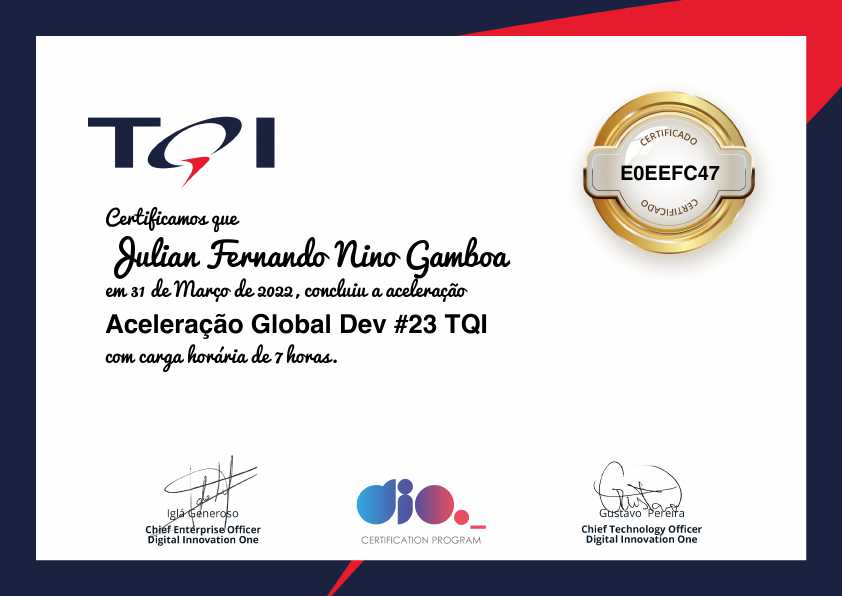 TQI
CERTIFICADO
E0EEFC47
CERTIFICADO
Certificamos que
Julian Fernando Nino Gamboa
em 31 de Março de 2022, concluiu a aceleração
Aceleração Global Dev #23 TQI
com carga horária de 7 horas.
Iglá Generoso
Chief Enterprise Officer
Digital Innovation One
dio_
CERTIFICATION PROGRAM
Gustavo Pereira
Chief Technology Officer
Digital Innovation One